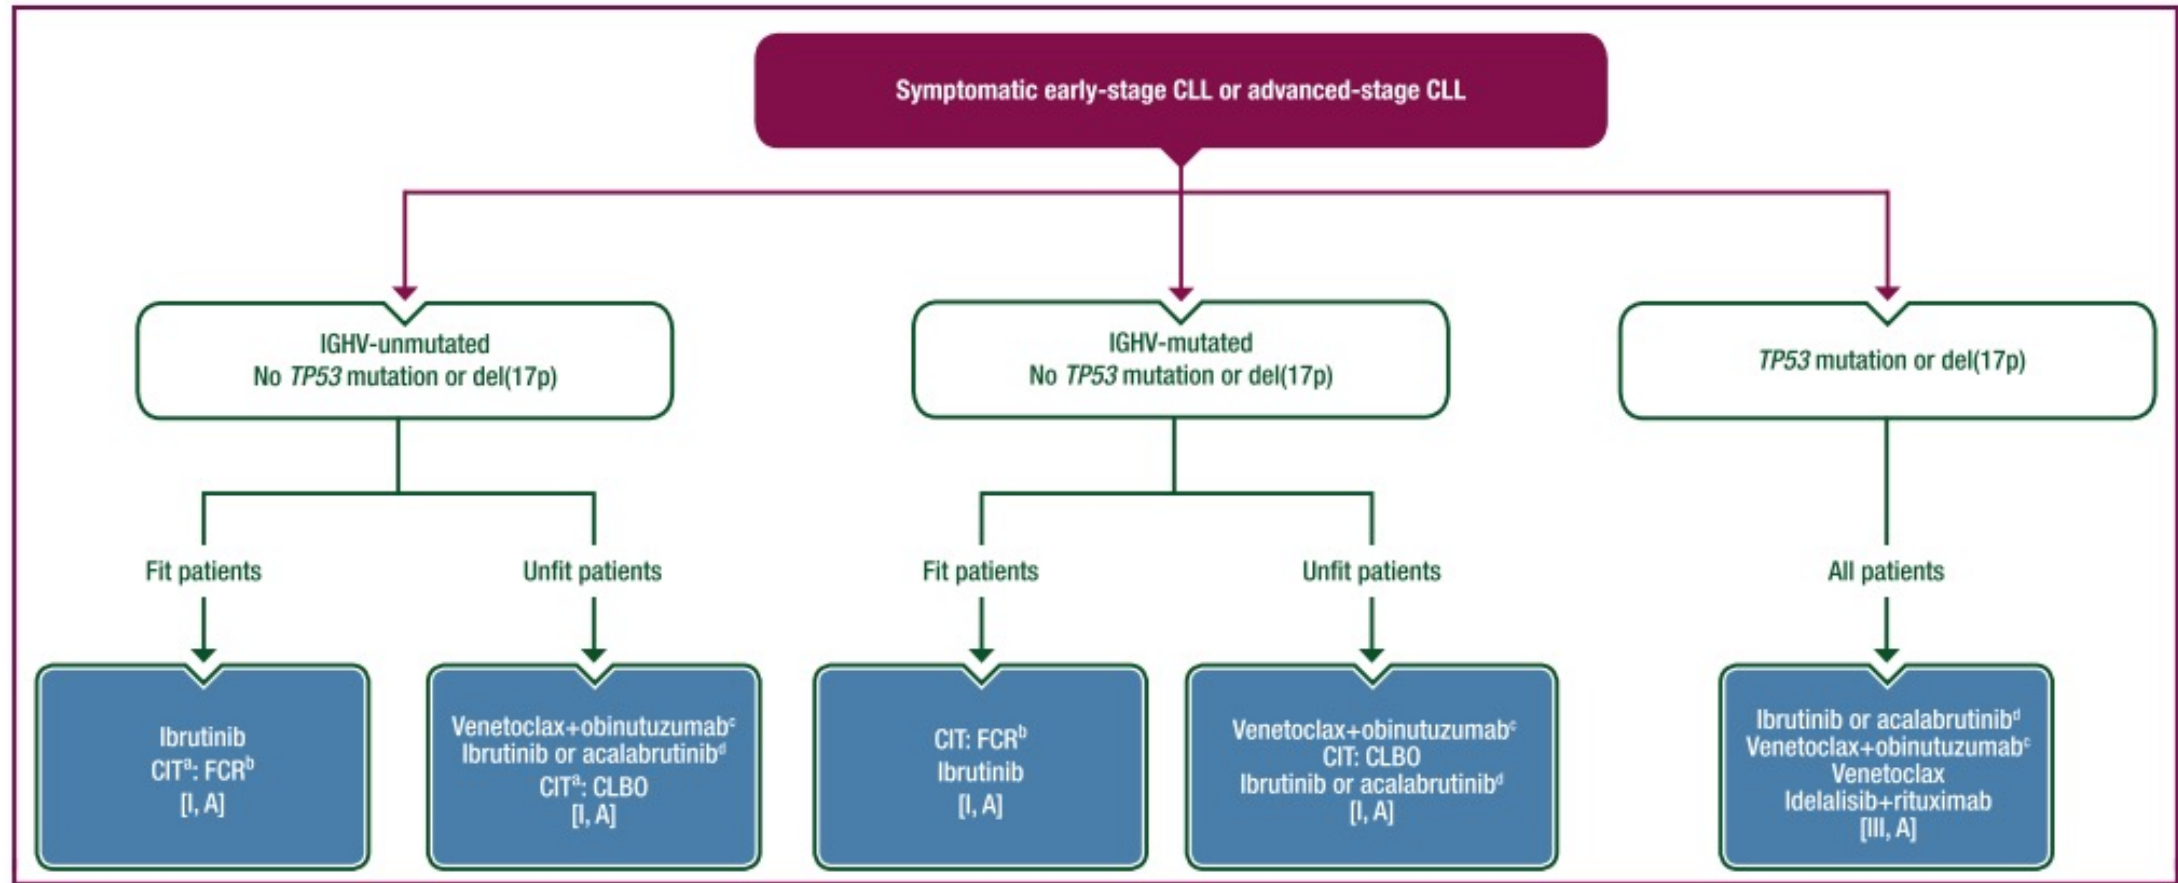 Symptomatic early-stage CLL or advanced-stage CLL
IGHV-unmutated
No TP53 mutation or del(17p)
IGHV-mutated
No TP53 mutation or del(17p)
TP53 mutation or del(17p)
Fit patients
Unfit patients
Fit patients
Unfit patients
All patients
Ibrutinib
CITᵃ: FCRᵇ
[I, A]
Venetoclax+obinutuzumabᶜ
Ibrutinib or acalabrutinibᵈ
CITᵃ: CLBO
[I, A]
CIT: FCRᵇ
Ibrutinib
[I, A]
Venetoclax+obinutuzumabᶜ
CIT: CLBO
Ibrutinib or acalabrutinibᵈ
[I, A]
Ibrutinib or acalabrutinibᵈ
Venetoclax+obinutuzumabᶜ
Venetoclax
Idelalisib+rituximab
[III, A]